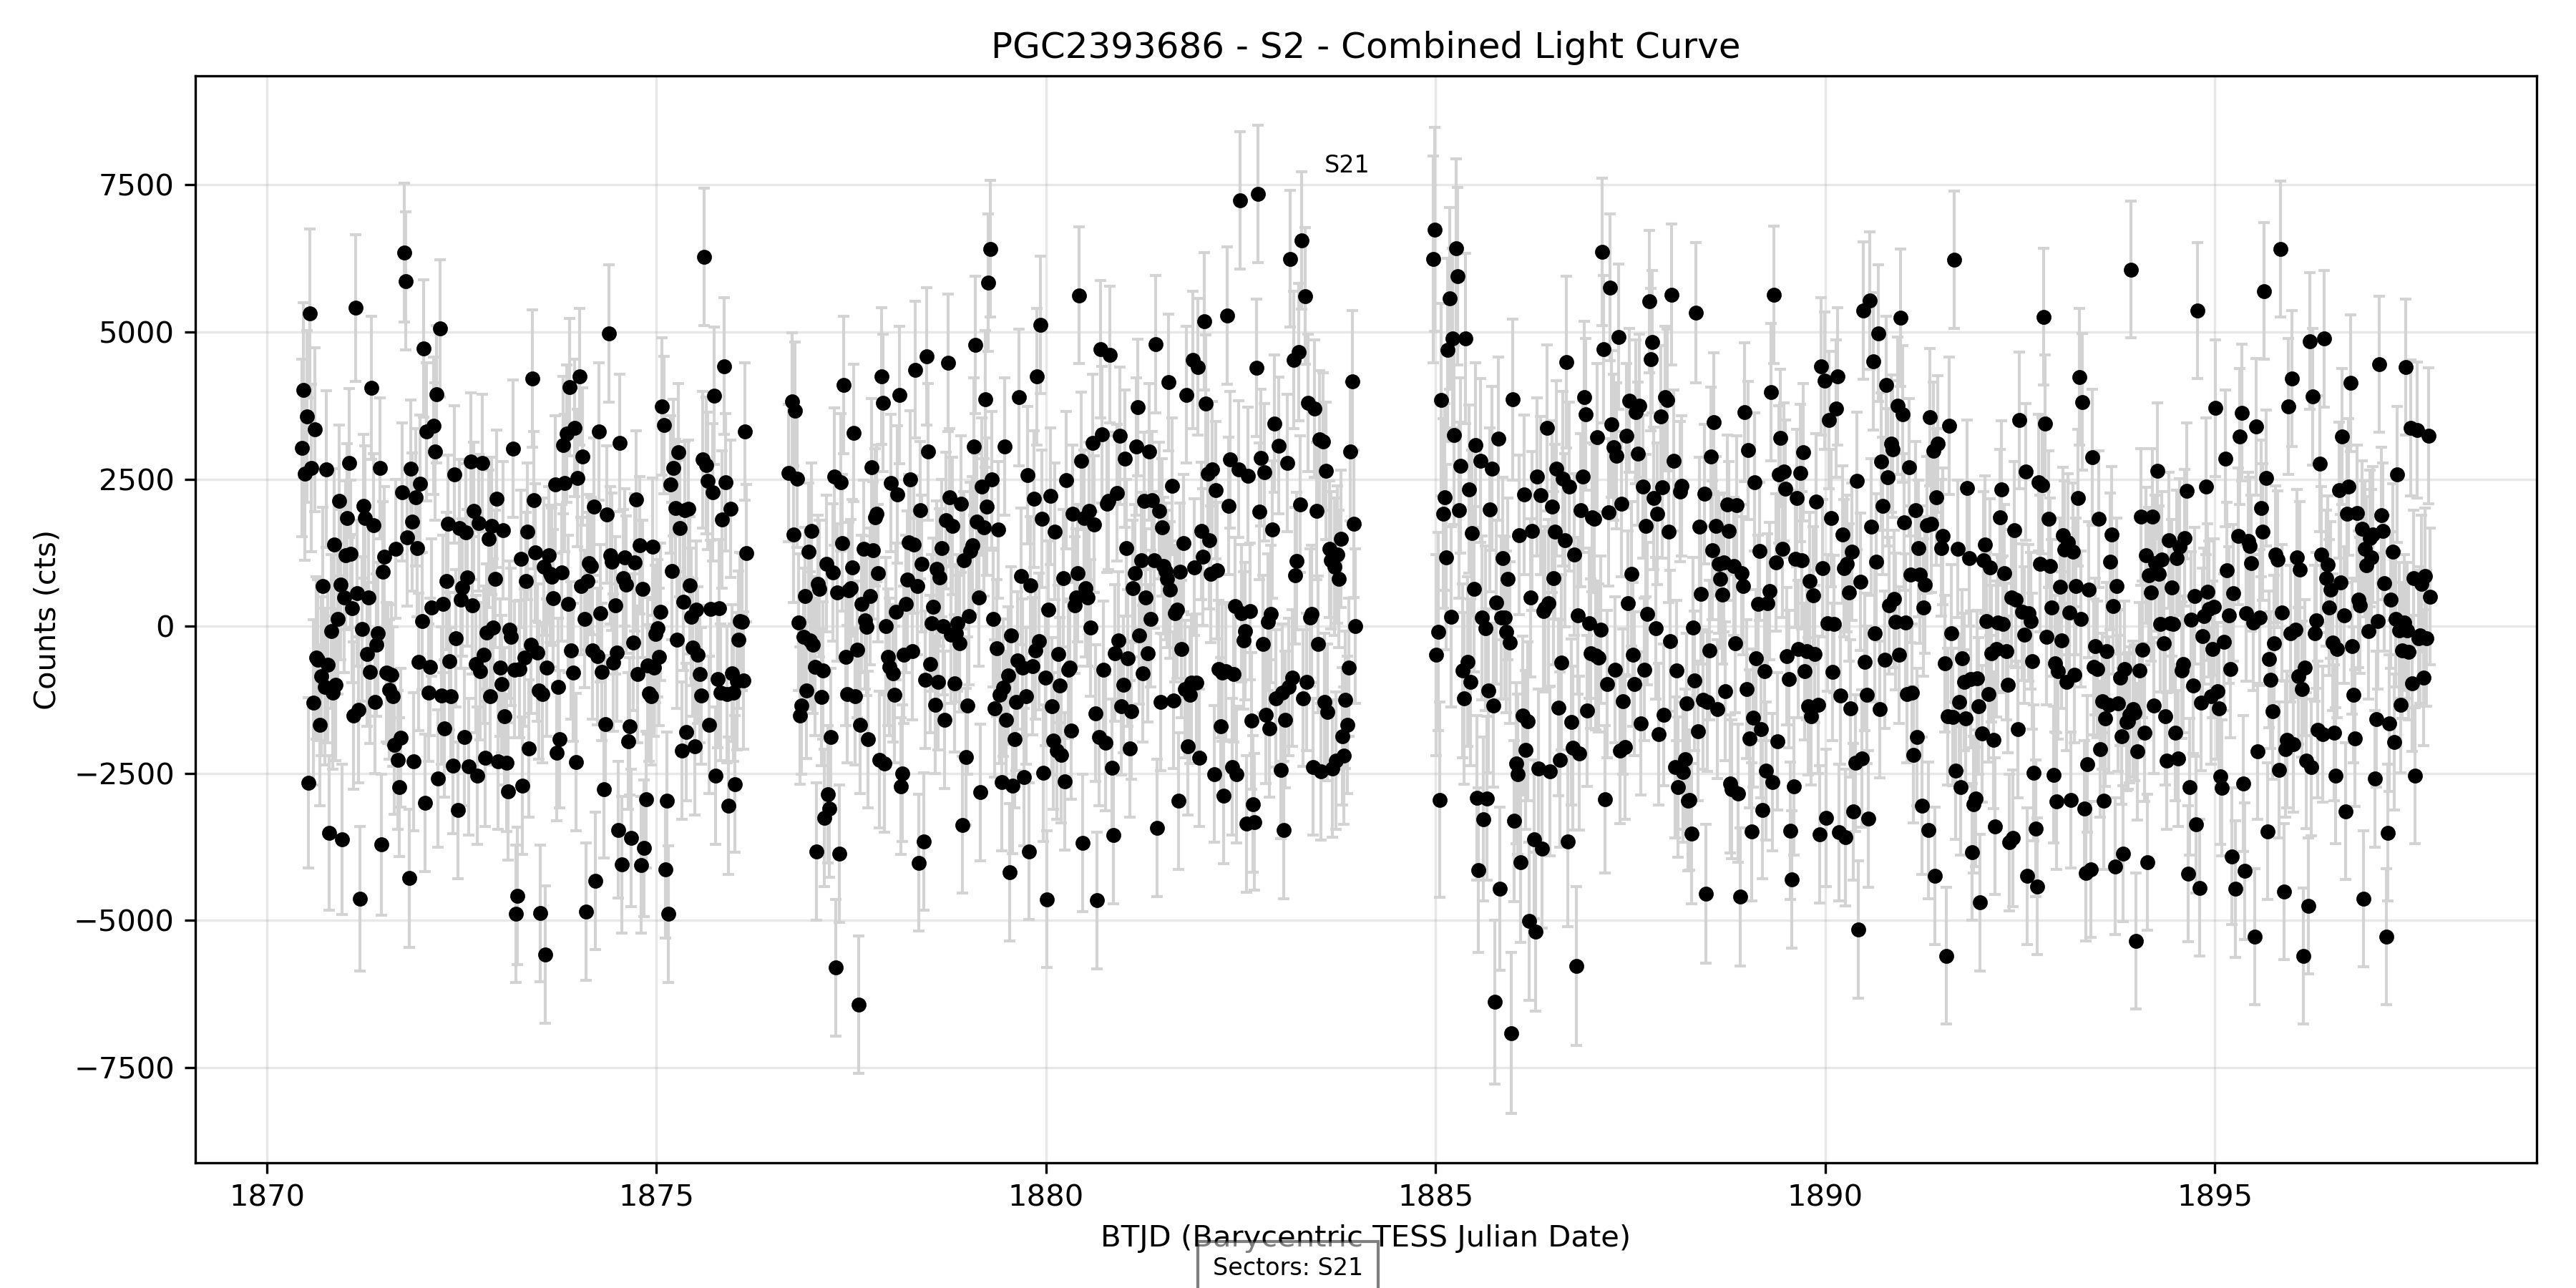 PGC2393686 - S2 - Combined Light Curve
S21
7500
5000
2500
0
−2500
−5000
−7500
Counts (cts)
1870 1875 1880 1885 1890 1895
BTJD (Barycentric TESS Julian Date)
Sectors: S21